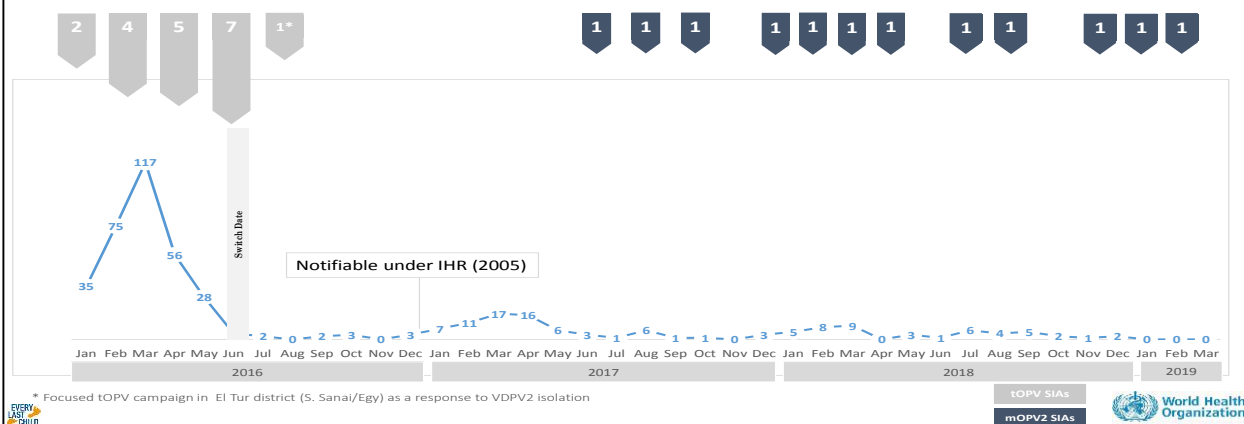 2 4 5 7 1* 1 1 1 1 1 1 1 1 1 1 1 1
117
75
56
35
28
Switch Date
Notifiable under IHR (2005)
2 0 2 3 0 3 7 11 17 16 6 3 1 6 1 1 0 3 5 8 9 0 3 1 6 4 5 2 1 2 0 0 0
Jan Feb Mar Apr May Jun Jul Aug Sep Oct Nov Dec Jan Feb Mar Apr May Jun Jul Aug Sep Oct Nov Dec Jan Feb Mar Apr May Jun Jul Aug Sep Oct Nov Dec Jan Feb Mar
2016 2017 2018 2019
* Focused tOPV campaign in El Tur district (S. Sanai/Egy) as a response to VDPV2 isolation
tOPV SIAs
mOPV2 SIAs
EVERY
LAST
CHILD
World Health
Organization